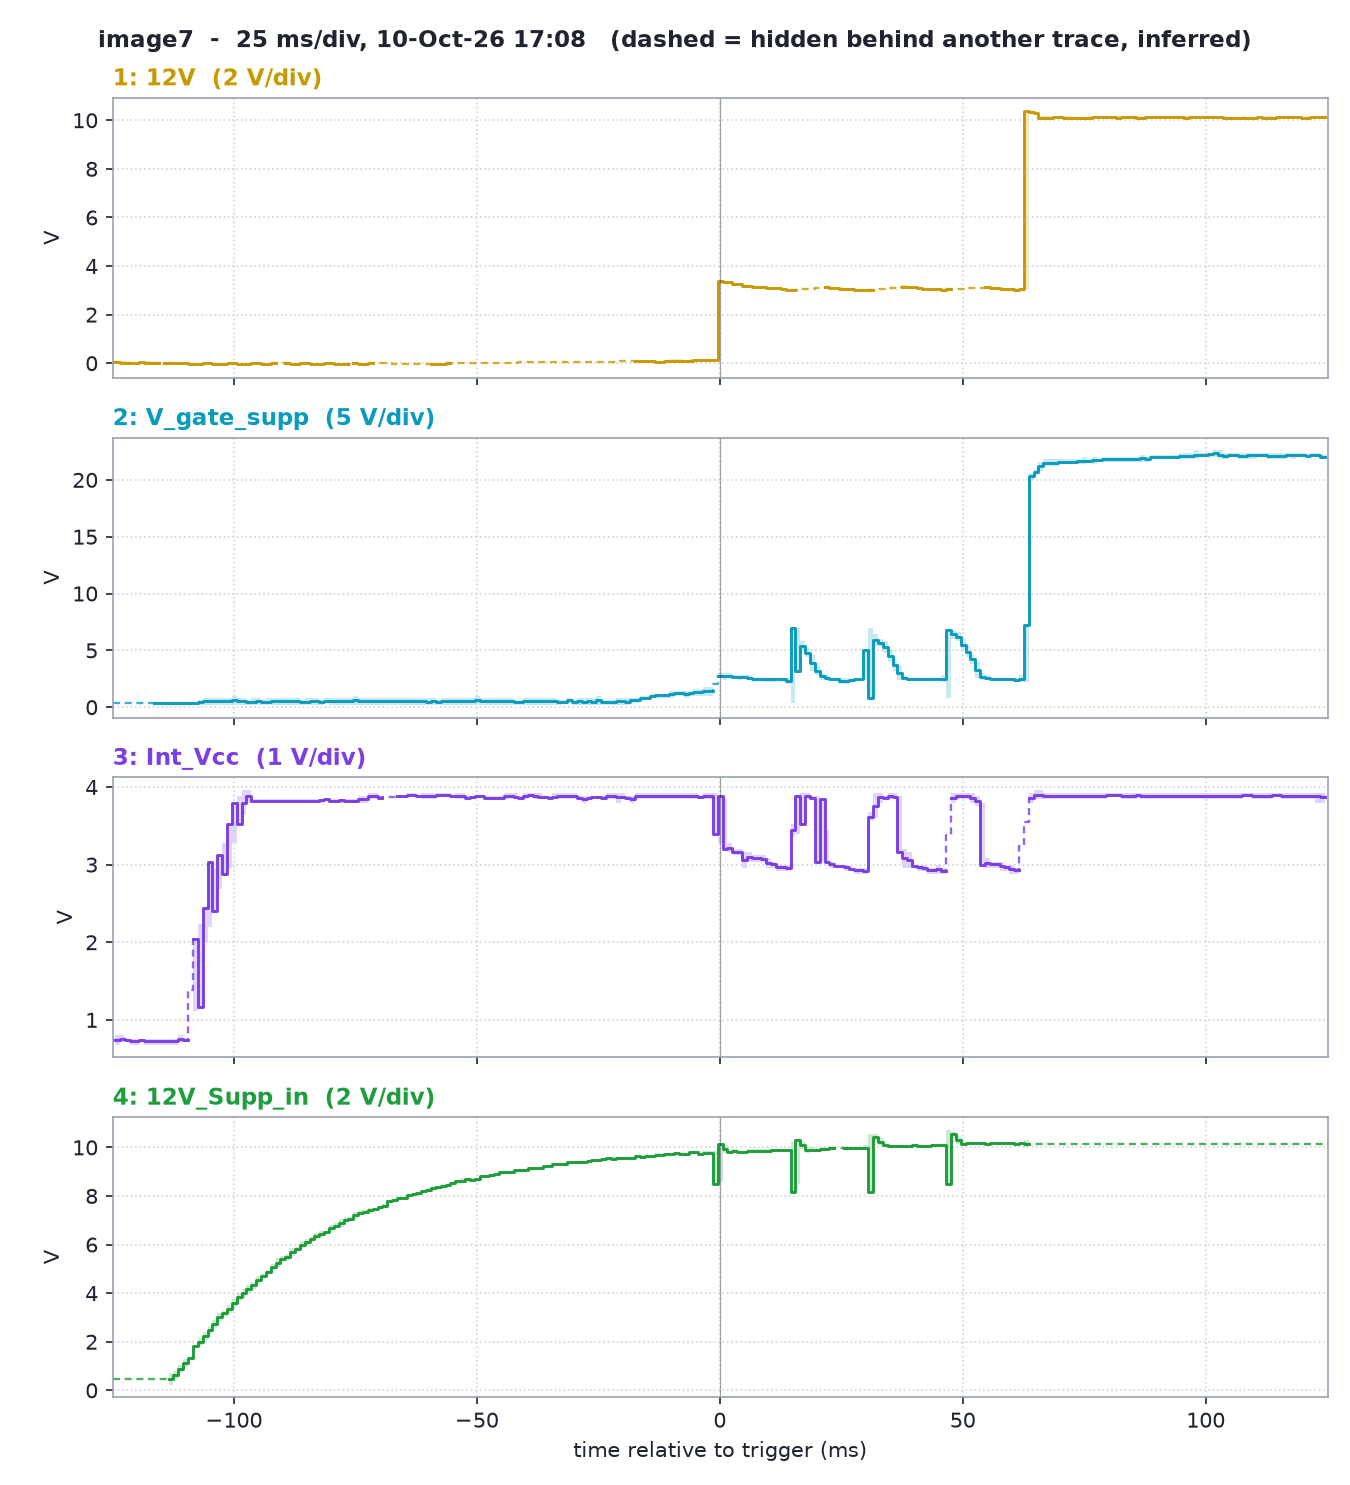 image7 - 25 ms/div, 10-Oct-26 17:08 (dashed = hidden behind another trace, inferred)
1: 12V (2 V/div)
10
8
6
4
2
0
V
2: V_gate_supp (5 V/div)
20
15
10
5
0
V
3: Int_Vcc (1 V/div)
4
3
2
1
V
4: 12V_Supp_in (2 V/div)
10
8
6
4
2
0
V
−100 −50 0 50 100
time relative to trigger (ms)